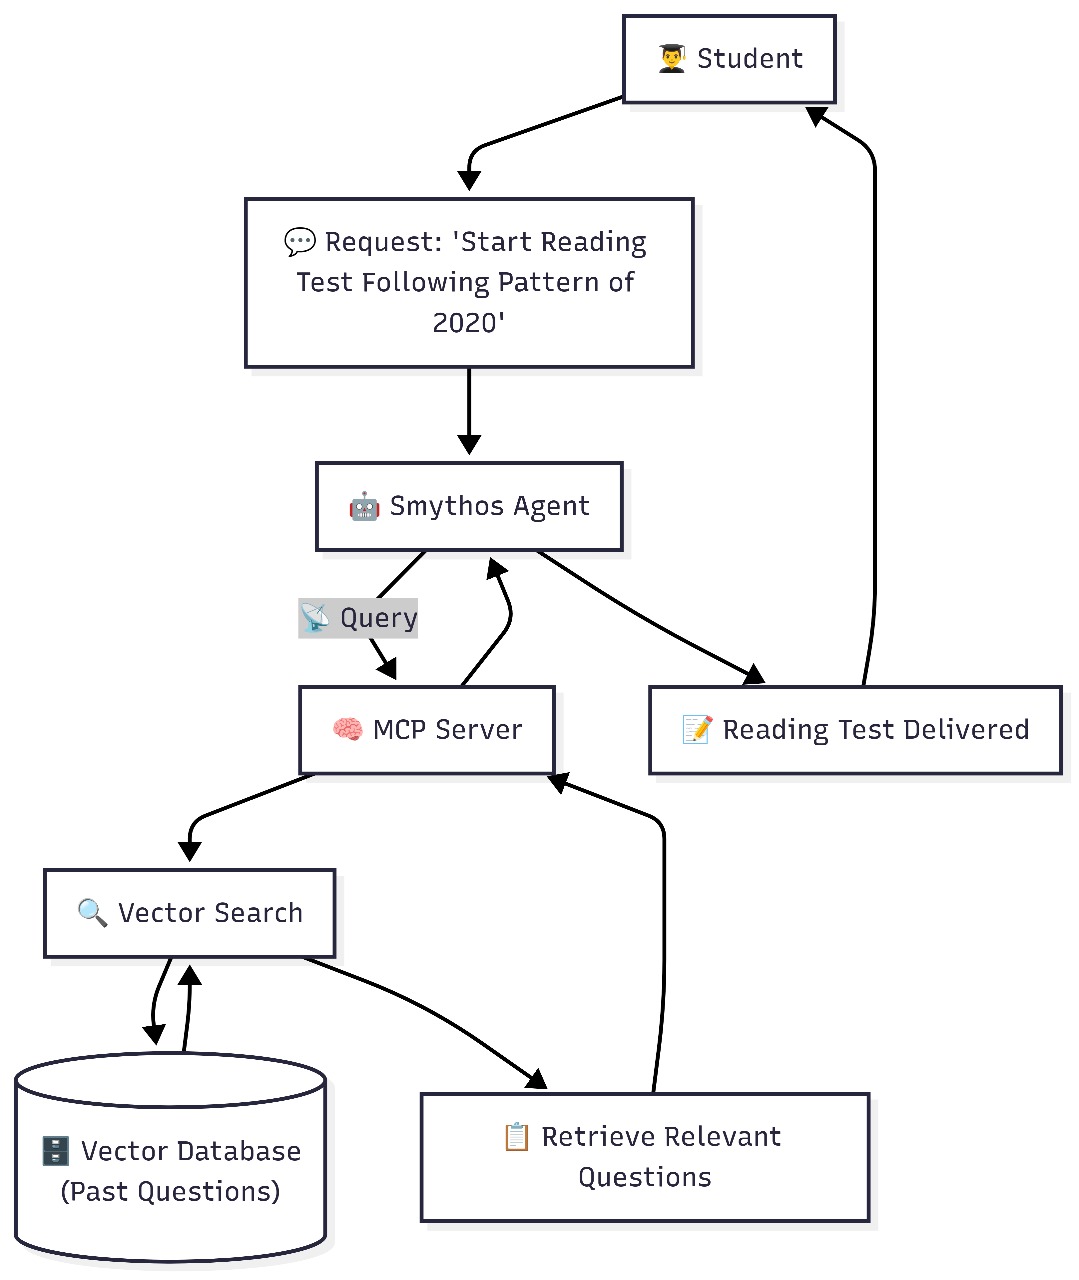 👨‍🎓 Student
💬 Request: 'Start Reading
Test Following Pattern of
2020'
🤖 Smythos Agent
📡 Query
🧠 MCP Server
📝 Reading Test Delivered
🔍 Vector Search
🗄️ Vector Database
(Past Questions)
📋 Retrieve Relevant
Questions